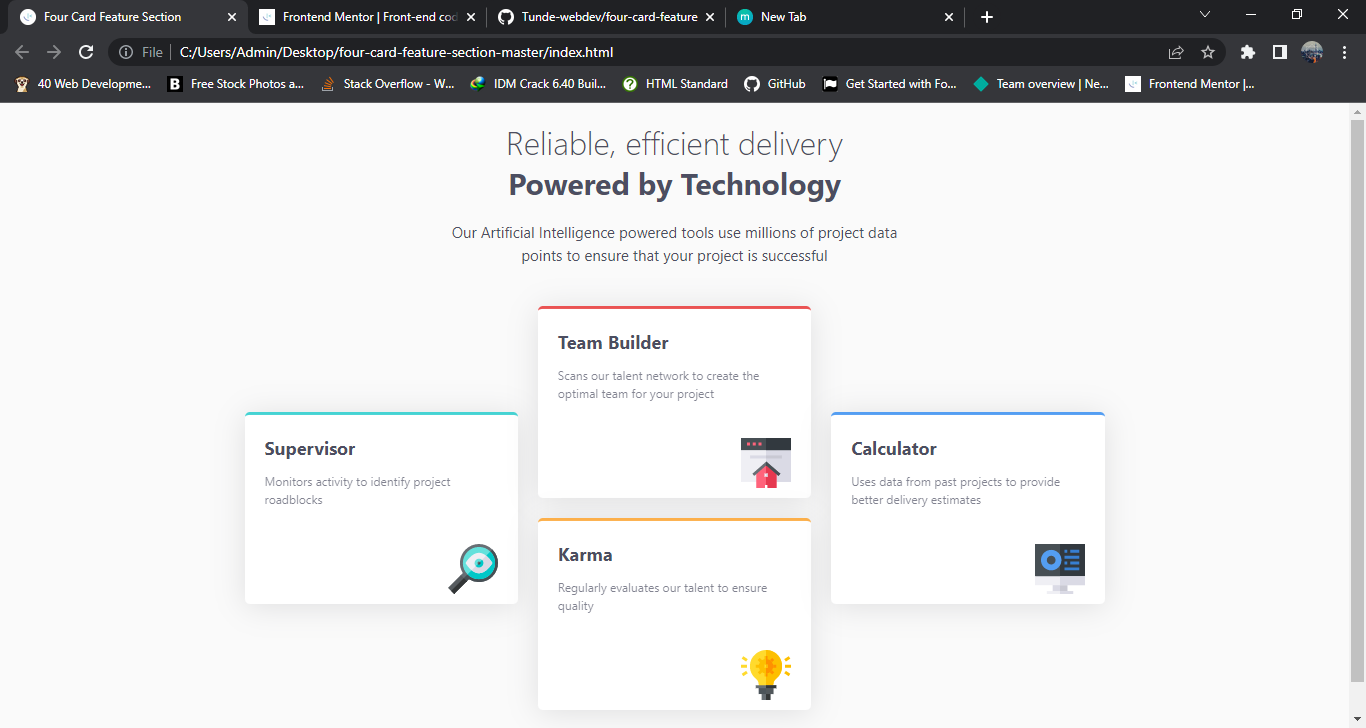 Four Card Feature Section
Frontend Mentor | Front-end cod
Tunde-webdev/four-card-feature
m New Tab
File C:/Users/Admin/Desktop/four-card-feature-section-master/index.html
40 Web Developme...
B Free Stock Photos a...
Stack Overflow - W...
IDM Crack 6.40 Buil...
? HTML Standard
GitHub
Get Started with Fo...
Team overview | Ne...
Frontend Mentor |...
Reliable, efficient delivery
Powered by Technology
Our Artificial Intelligence powered tools use millions of project data
points to ensure that your project is successful
Team Builder
Scans our talent network to create the
optimal team for your project
Supervisor
Monitors activity to identify project
roadblocks
Calculator
Uses data from past projects to provide
better delivery estimates
Karma
Regularly evaluates our talent to ensure
quality